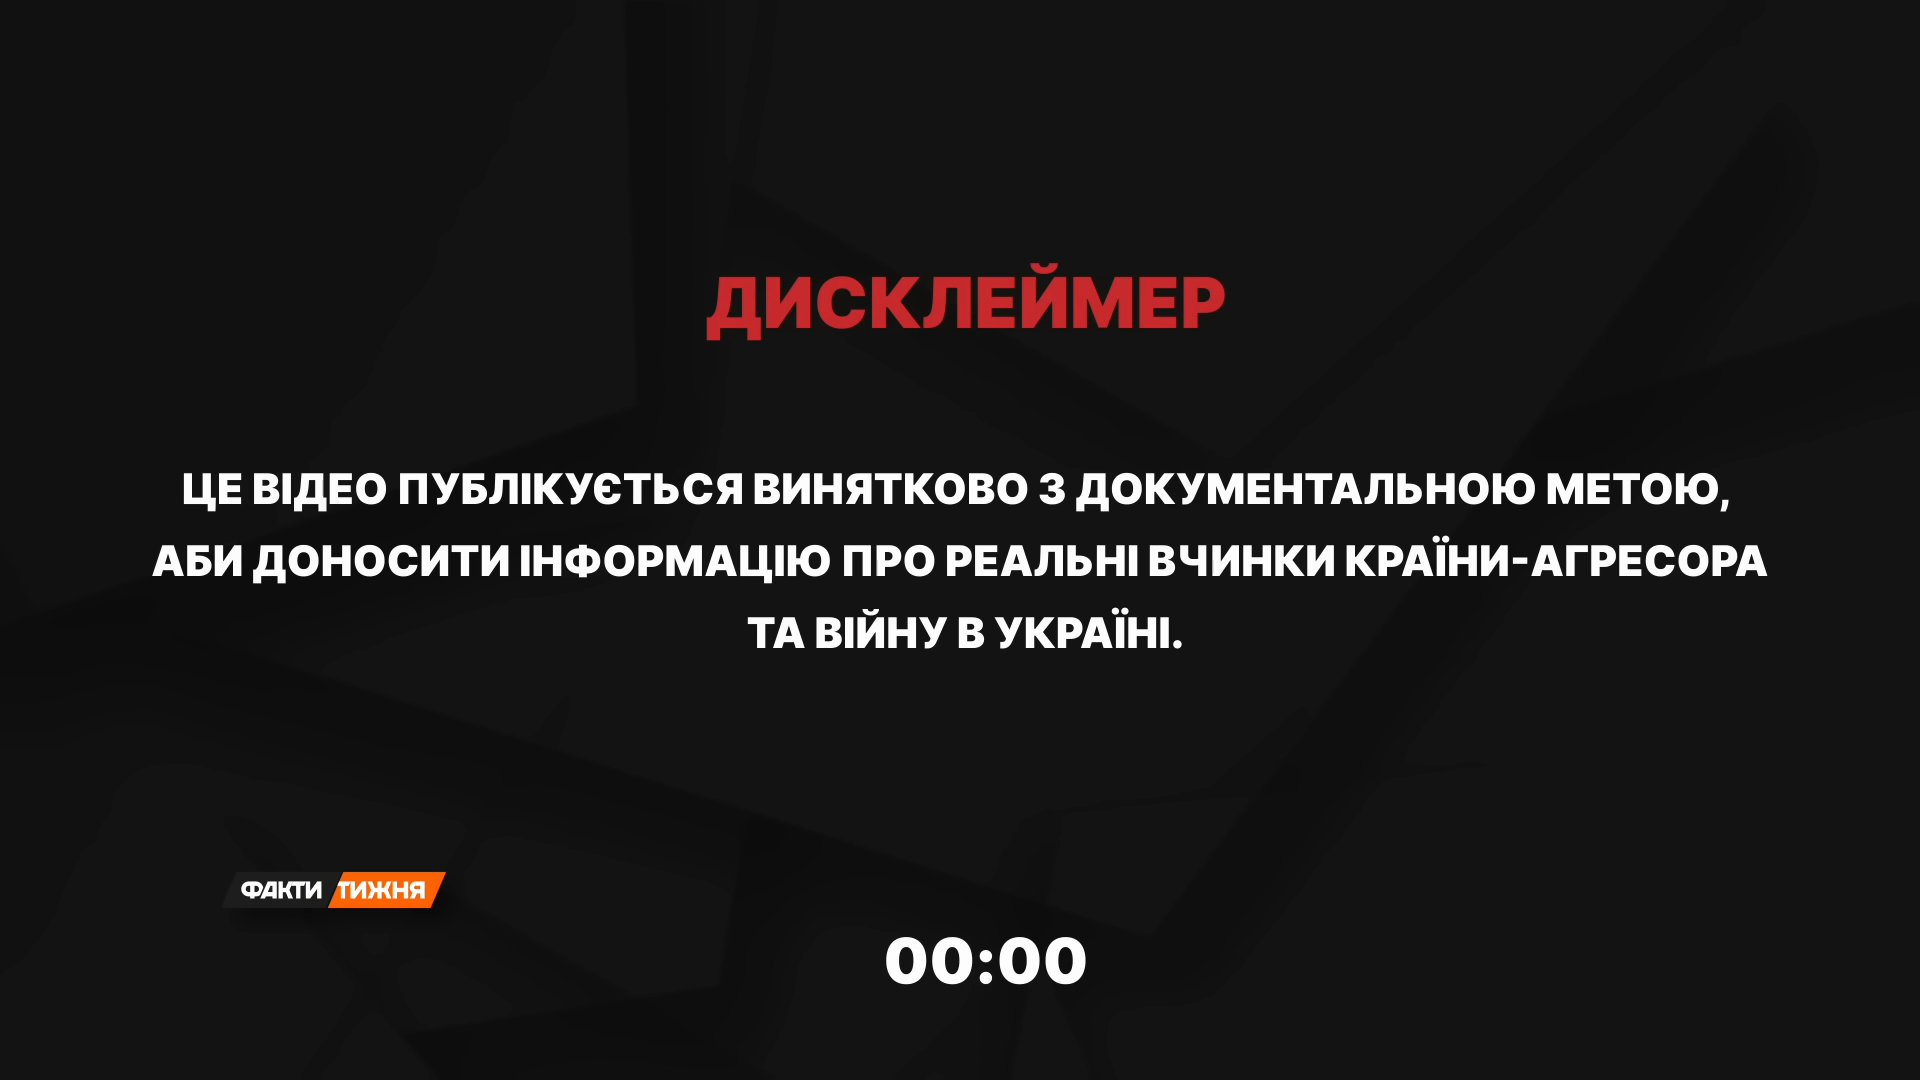 ДИСКЛЕЙМЕР
ЦЕ ВІДЕО ПУБЛІКУЄТЬСЯ ВИНЯТКОВО З ДОКУМЕНТАЛЬНОЮ МЕТОЮ,
АБИ ДОНОСИТИ ІНФОРМАЦІЮ ПРО РЕАЛЬНІ ВЧИНКИ КРАЇНИ-АГРЕСОРА
ТА ВІЙНУ В УКРАЇНІ.
ФАКТИ ТИЖНЯ
00:00